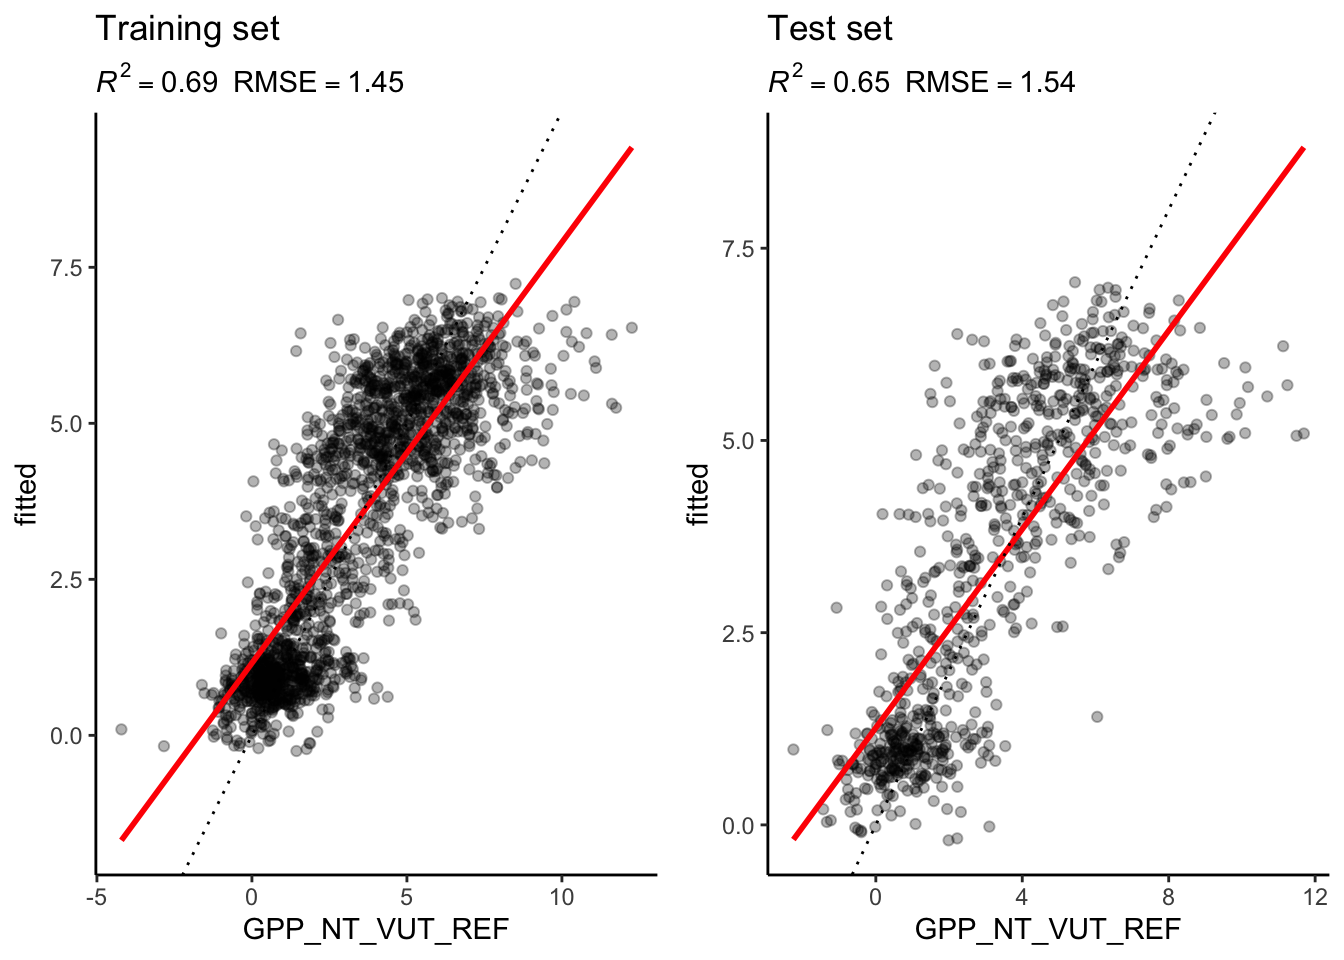 Training set
R² = 0.69 RMSE = 1.45
7.5
5.0
2.5
0.0
fitted
-5
0
5
10
GPP_NT_VUT_REF
Test set
R² = 0.65 RMSE = 1.54
7.5
5.0
2.5
0.0
fitted
0
4
8
12
GPP_NT_VUT_REF